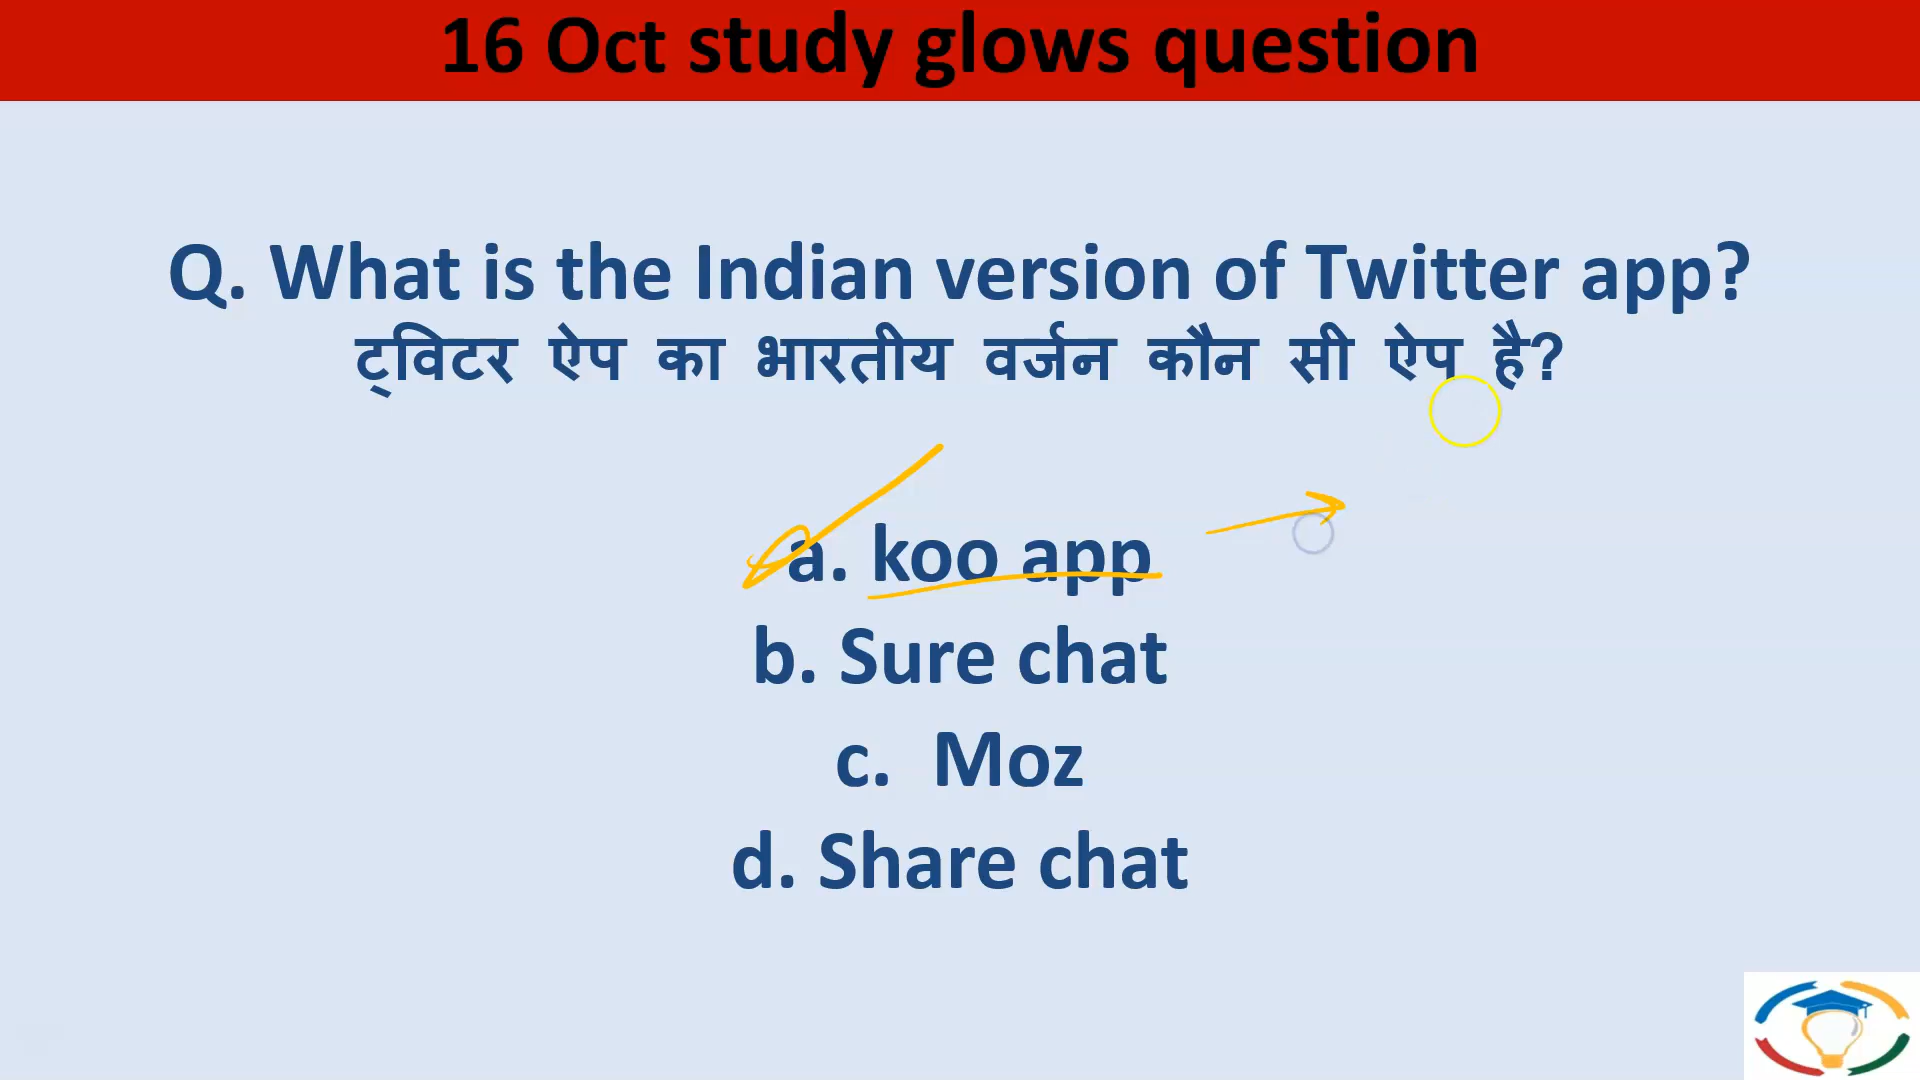 16 Oct study glows question
Q. What is the Indian version of Twitter app?
ट्विटर ऐप का भारतीय वर्जन कौन सी ऐप है?
a. koo app
b. Sure chat
c. Moz
d. Share chat